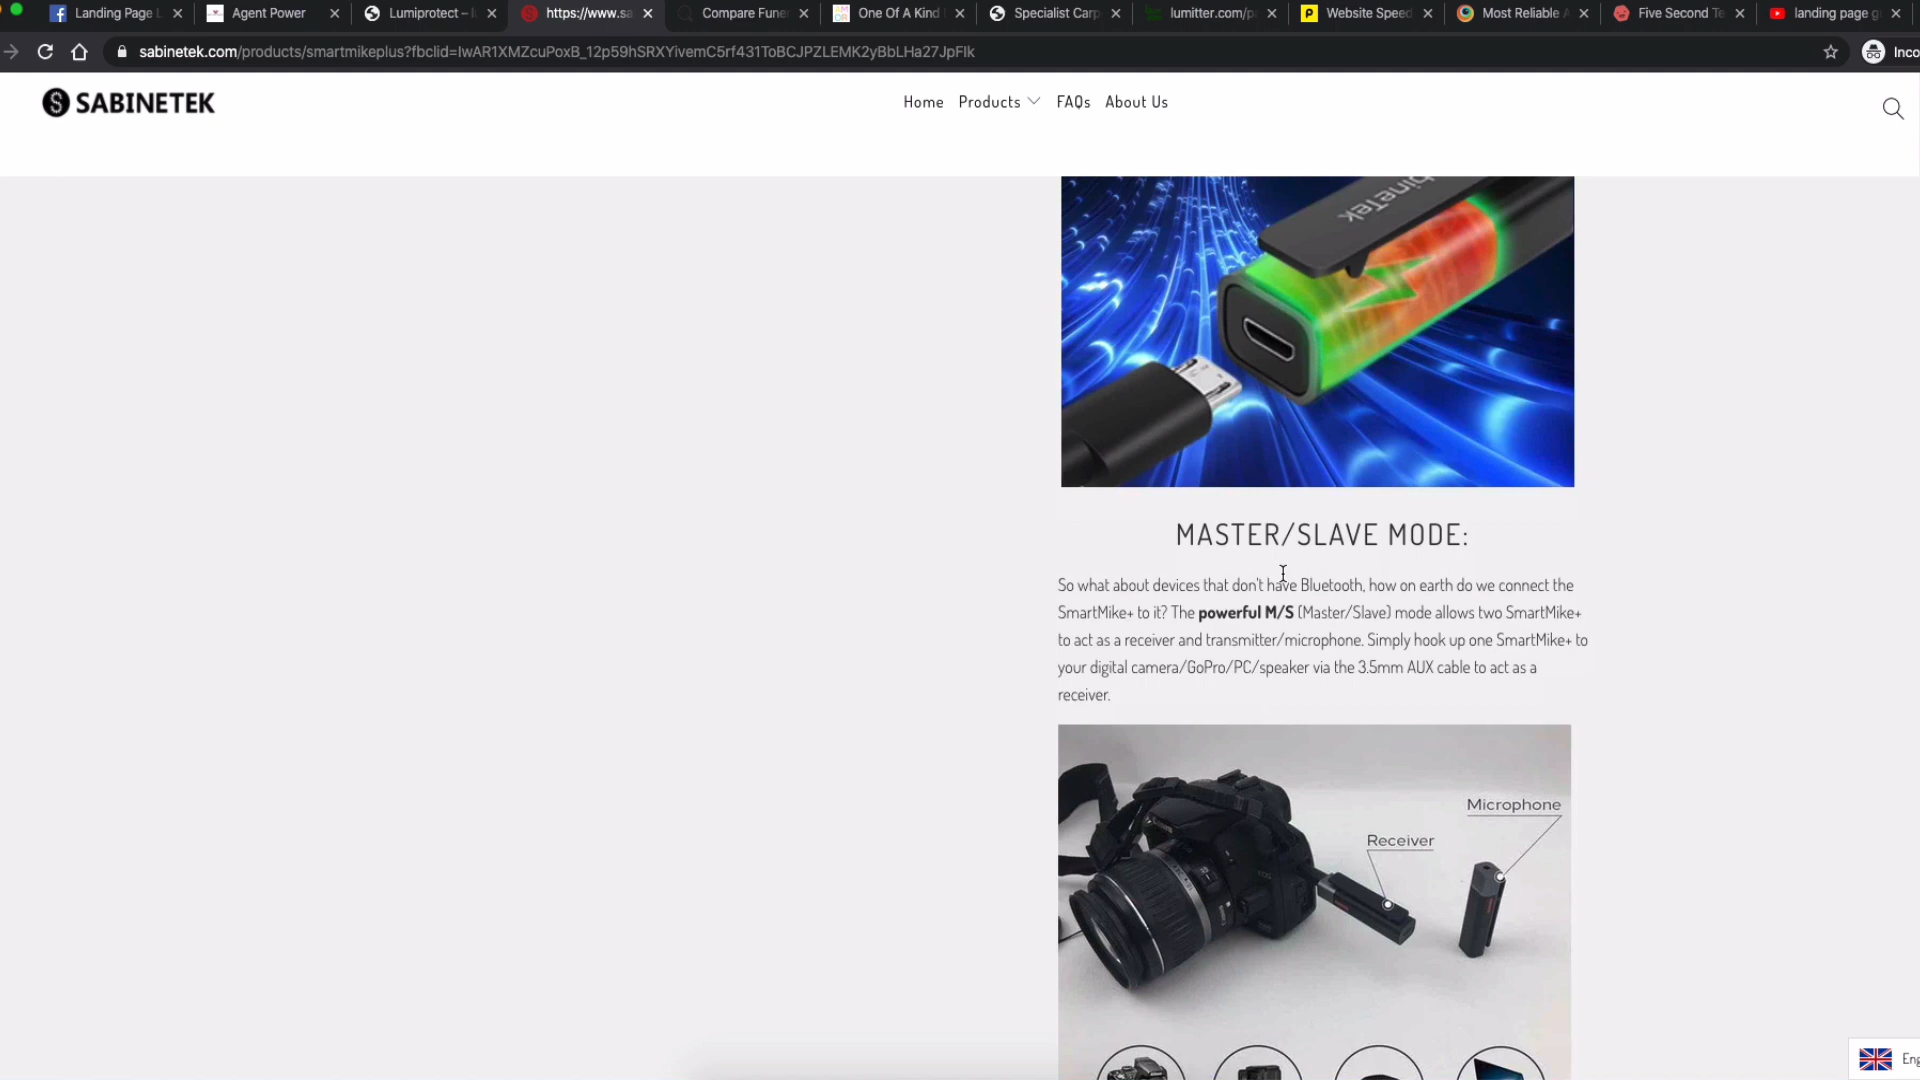 Landing Page L
Agent Power
Lumiprotect – l
https://www.sa
Compare Fune
One Of A Kind
Specialist Carp
lumitter.com/p
Website Speed
Most Reliable A
Five Second Te
landing page g
sabinetek.com/products/smartmikeplus?fbclid=IwAR1XMZcuPoxB_12p59hSRXYivemC5rf431ToBCJPZLEMK2yBbLHa27JpFlk
Inco
SABINETEK
Home Products FAQs About Us
SabineTek
MASTER/SLAVE MODE:
So what about devices that don't have Bluetooth, how on earth do we connect the
SmartMike+ to it? The powerful M/S (Master/Slave) mode allows two SmartMike+
to act as a receiver and transmitter/microphone. Simply hook up one SmartMike+ to
your digital camera/GoPro/PC/speaker via the 3.5mm AUX cable to act as a
receiver.
Microphone
Receiver
Eng